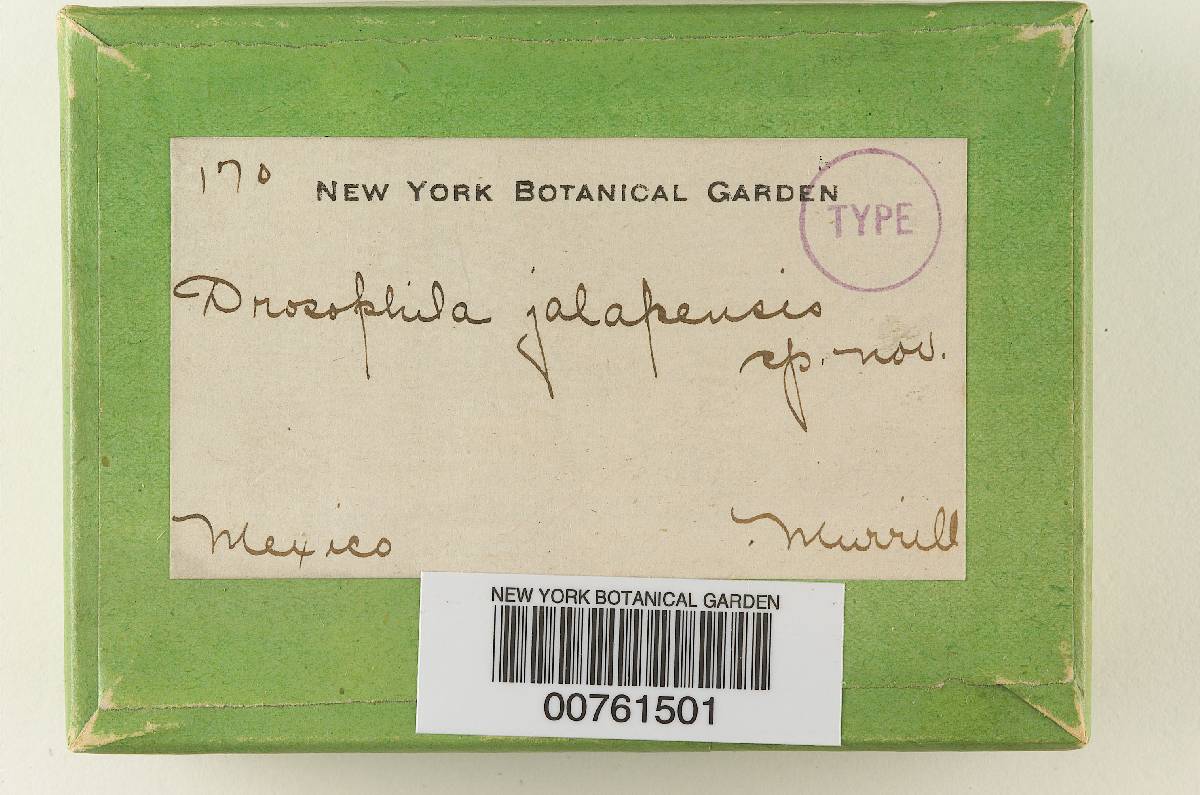 170
NEW YORK BOTANICAL GARDEN
TYPE
Drosophila jalapensis
sp. nov.
Mexico
Murrill
NEW YORK BOTANICAL GARDEN
00761501